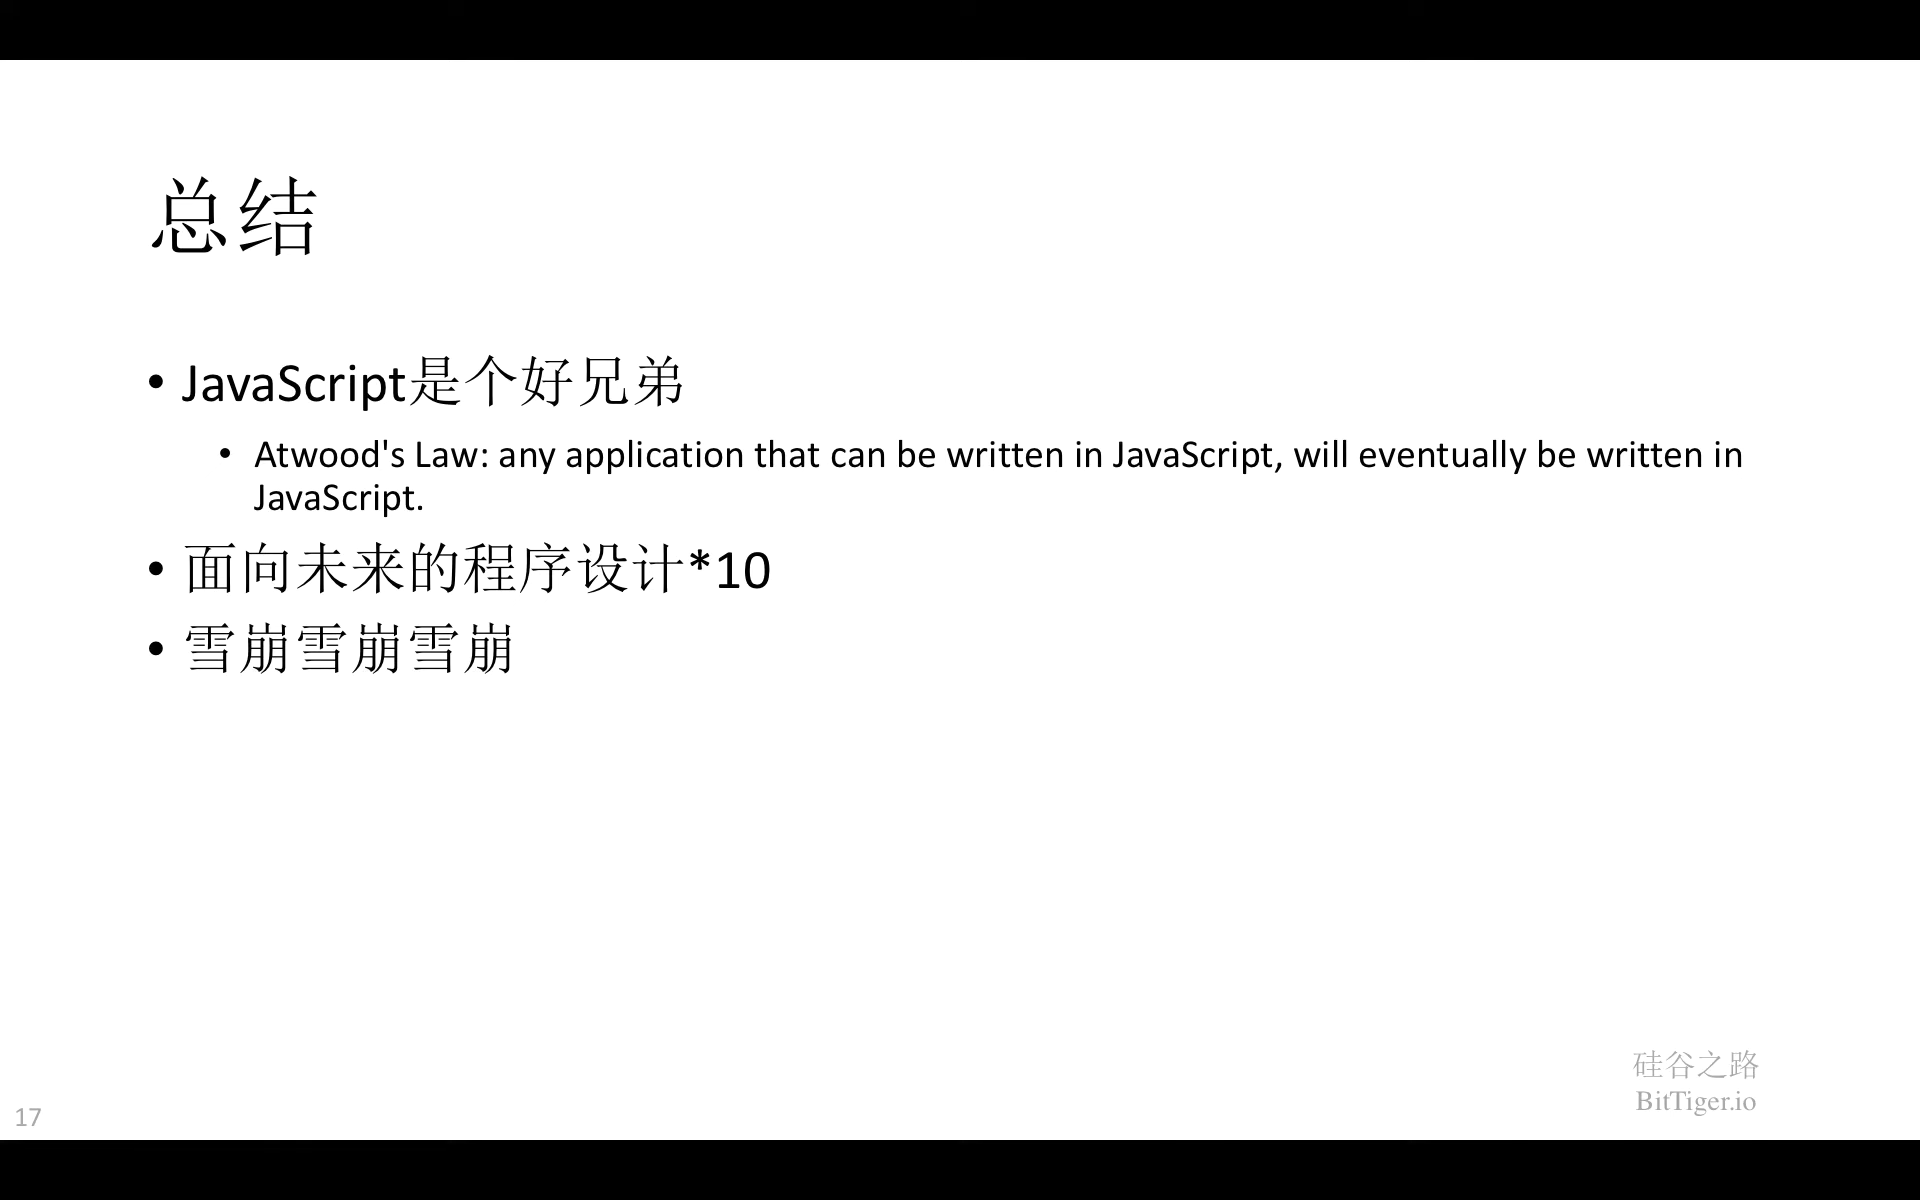 总结
• JavaScript是个好兄弟
• Atwood's Law: any application that can be written in JavaScript, will eventually be written in
JavaScript.
• 面向未来的程序设计*10
• 雪崩雪崩雪崩
硅谷之路
BitTiger.io
17